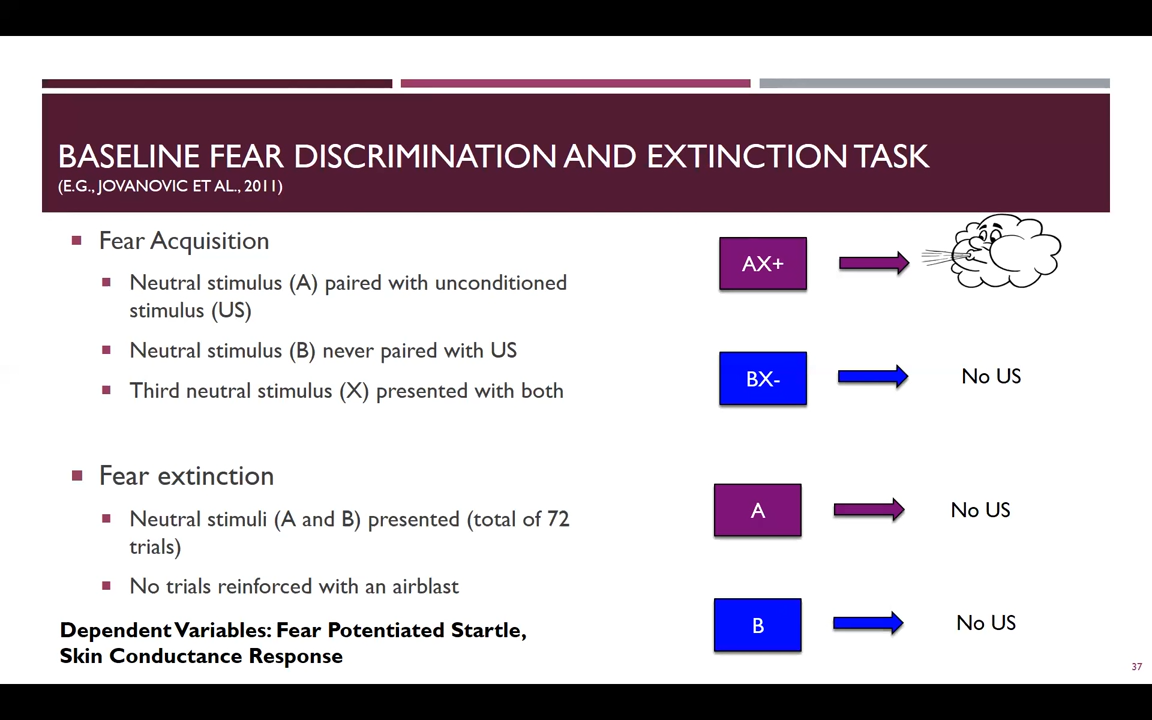 BASELINE FEAR DISCRIMINATION AND EXTINCTION TASK
(E.G., JOVANOVIC ET AL., 2011)
Fear Acquisition
Neutral stimulus (A) paired with unconditioned
stimulus (US)
Neutral stimulus (B) never paired with US
Third neutral stimulus (X) presented with both
Fear extinction
Neutral stimuli (A and B) presented (total of 72
trials)
No trials reinforced with an airblast
Dependent Variables: Fear Potentiated Startle,
Skin Conductance Response
AX+
BX-
No US
A
No US
B
No US
37